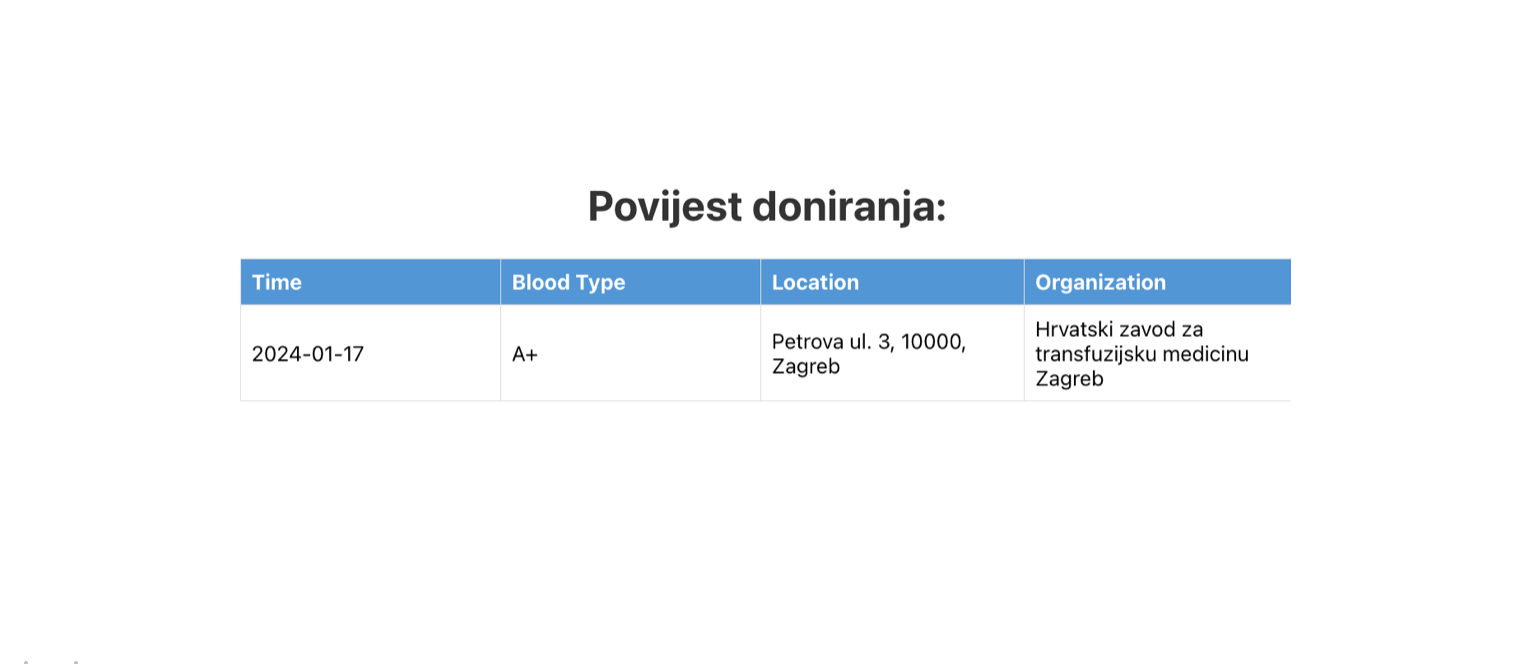 Povijest doniranja:
Time
Blood Type
Location
Organization
2024-01-17
A+
Petrova ul. 3, 10000,
Zagreb
Hrvatski zavod za
transfuzijsku medicinu
Zagreb